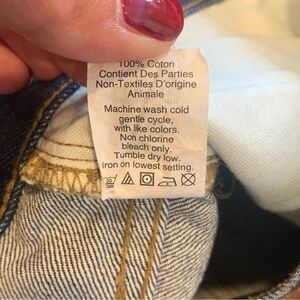 100% Coton
Contient Des Parties
Non-Textiles D'origine
Animale
Machine wash cold
gentle cycle,
with like colors.
Non chlorine
bleach only.
Tumble dry low.
Iron on lowest setting.